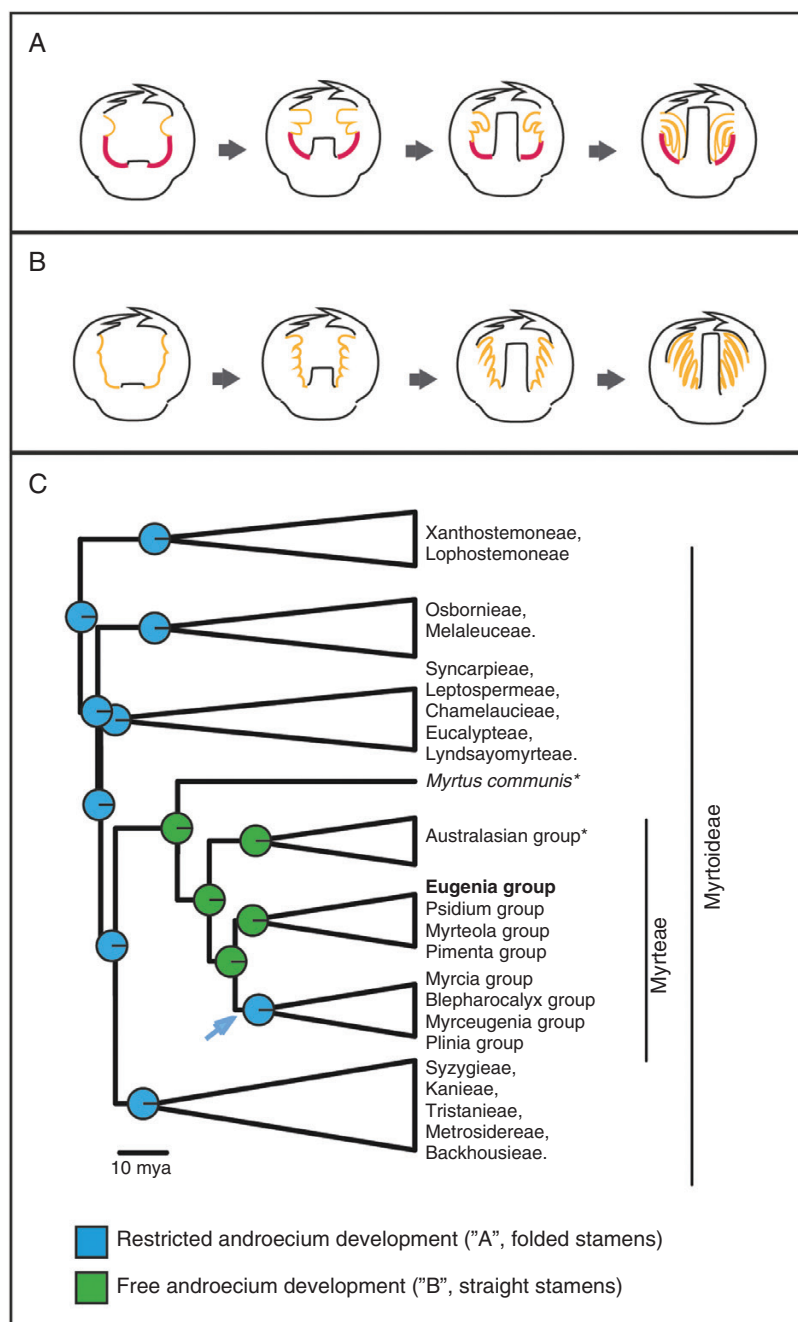 A
B
C
Xanthostemoneae,
Lophostemoneae
Osbornieae,
Melaleuceae.
Syncarpieae,
Leptospermeae,
Chamelaucieae,
Eucalypteae,
Lyndsayomyrteae.
Myrtus communis*
Australasian group*
Eugenia group
Psidium group
Myrteola group
Pimenta group
Myrcia group
Blepharocalyx group
Myrceugenia group
Plinia group
Syzygieae,
Kanieae,
Tristanieae,
Metrosidereae,
Backhousieae.
Myrteae
Myrtoideae
10 mya
Restricted androecium development ("A", folded stamens)
Free androecium development ("B", straight stamens)